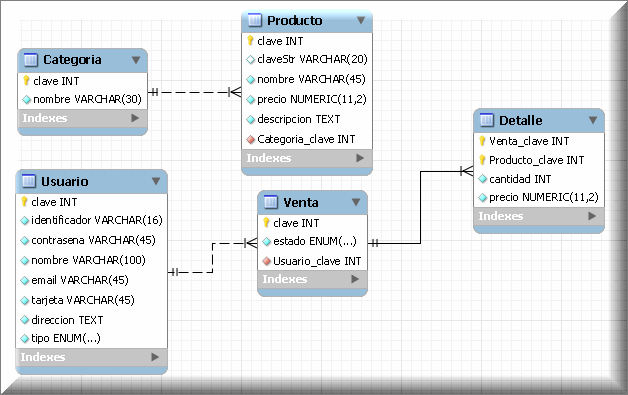 Categoria
clave INT
nombre VARCHAR(30)
Indexes
Producto
clave INT
claveStr VARCHAR(20)
nombre VARCHAR(45)
precio NUMERIC(11,2)
descripcion TEXT
Categoria_clave INT
Indexes
Detalle
Venta_clave INT
Producto_clave INT
cantidad INT
precio NUMERIC(11,2)
Indexes
Usuario
clave INT
identificador VARCHAR(16)
contrasena VARCHAR(45)
nombre VARCHAR(100)
email VARCHAR(45)
tarjeta VARCHAR(45)
direccion TEXT
tipo ENUM(...)
Indexes
Venta
clave INT
estado ENUM(...)
Usuario_clave INT
Indexes